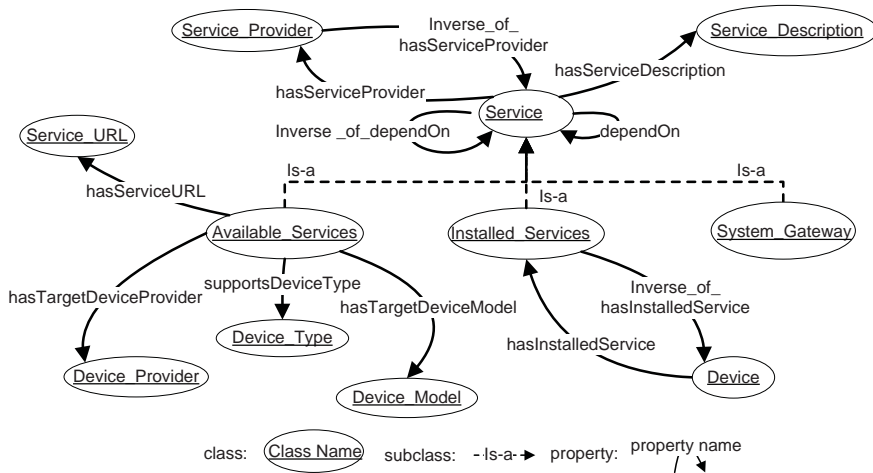 Service_Provider
Inverse_of_
hasServiceProvider
Service_Description
hasServiceProvider
hasServiceDescription
Service
Inverse _of_dependOn
dependOn
Service_URL
hasServiceURL
Is-a
Is-a
Is-a
Available_Services
Installed_Services
System_Gateway
hasTargetDeviceProvider
supportsDeviceType
hasTargetDeviceModel
Inverse_of_
hasInstalledService
hasInstalledService
Device_Type
Device_Provider
Device_Model
Device
class:
Class Name
subclass:
Is-a
property:
property name